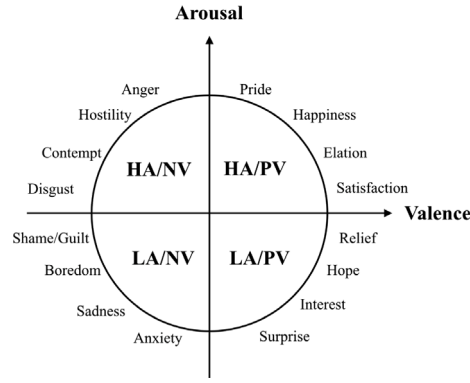 Arousal
Anger
Pride
Hostility
Happiness
Contempt
Elation
HA/NV
HA/PV
Disgust
Satisfaction
Valence
Shame/Guilt
Relief
LA/NV
LA/PV
Boredom
Hope
Sadness
Interest
Anxiety
Surprise